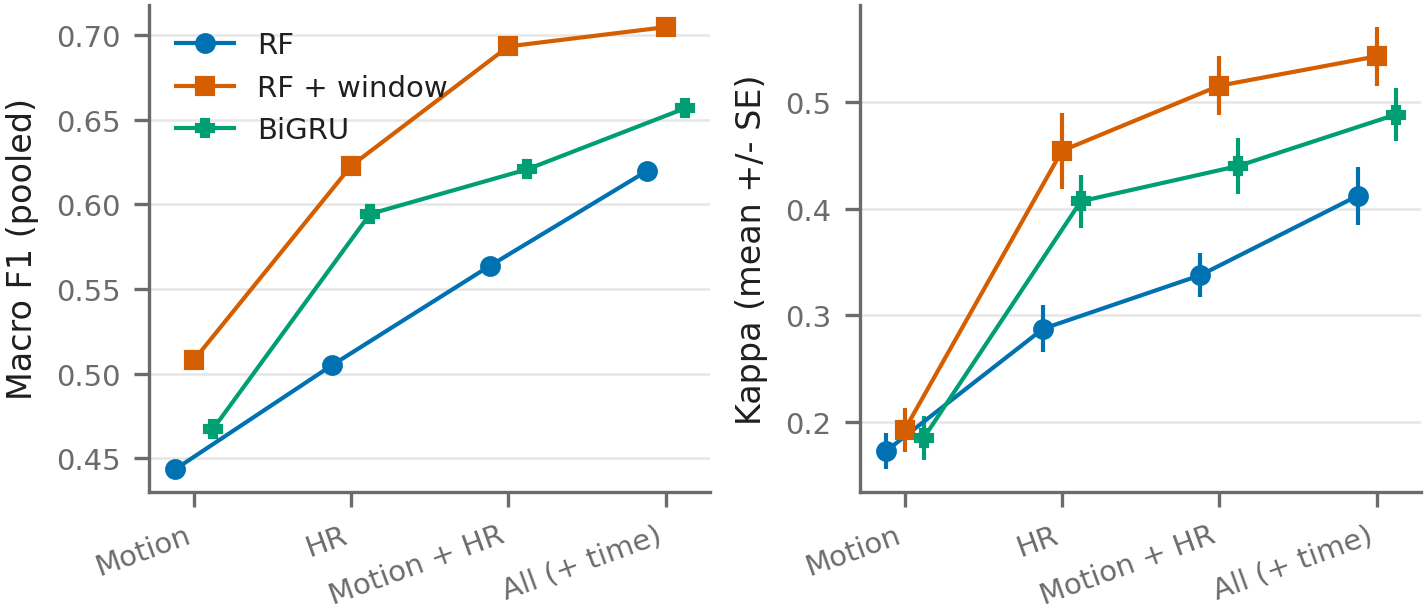 Macro F1 (pooled)
0.70
0.65
0.60
0.55
0.50
0.45
RF
RF + window
BiGRU
Motion
HR
Motion + HR
All (+ time)
Kappa (mean +/- SE)
0.5
0.4
0.3
0.2
Motion
HR
Motion + HR
All (+ time)